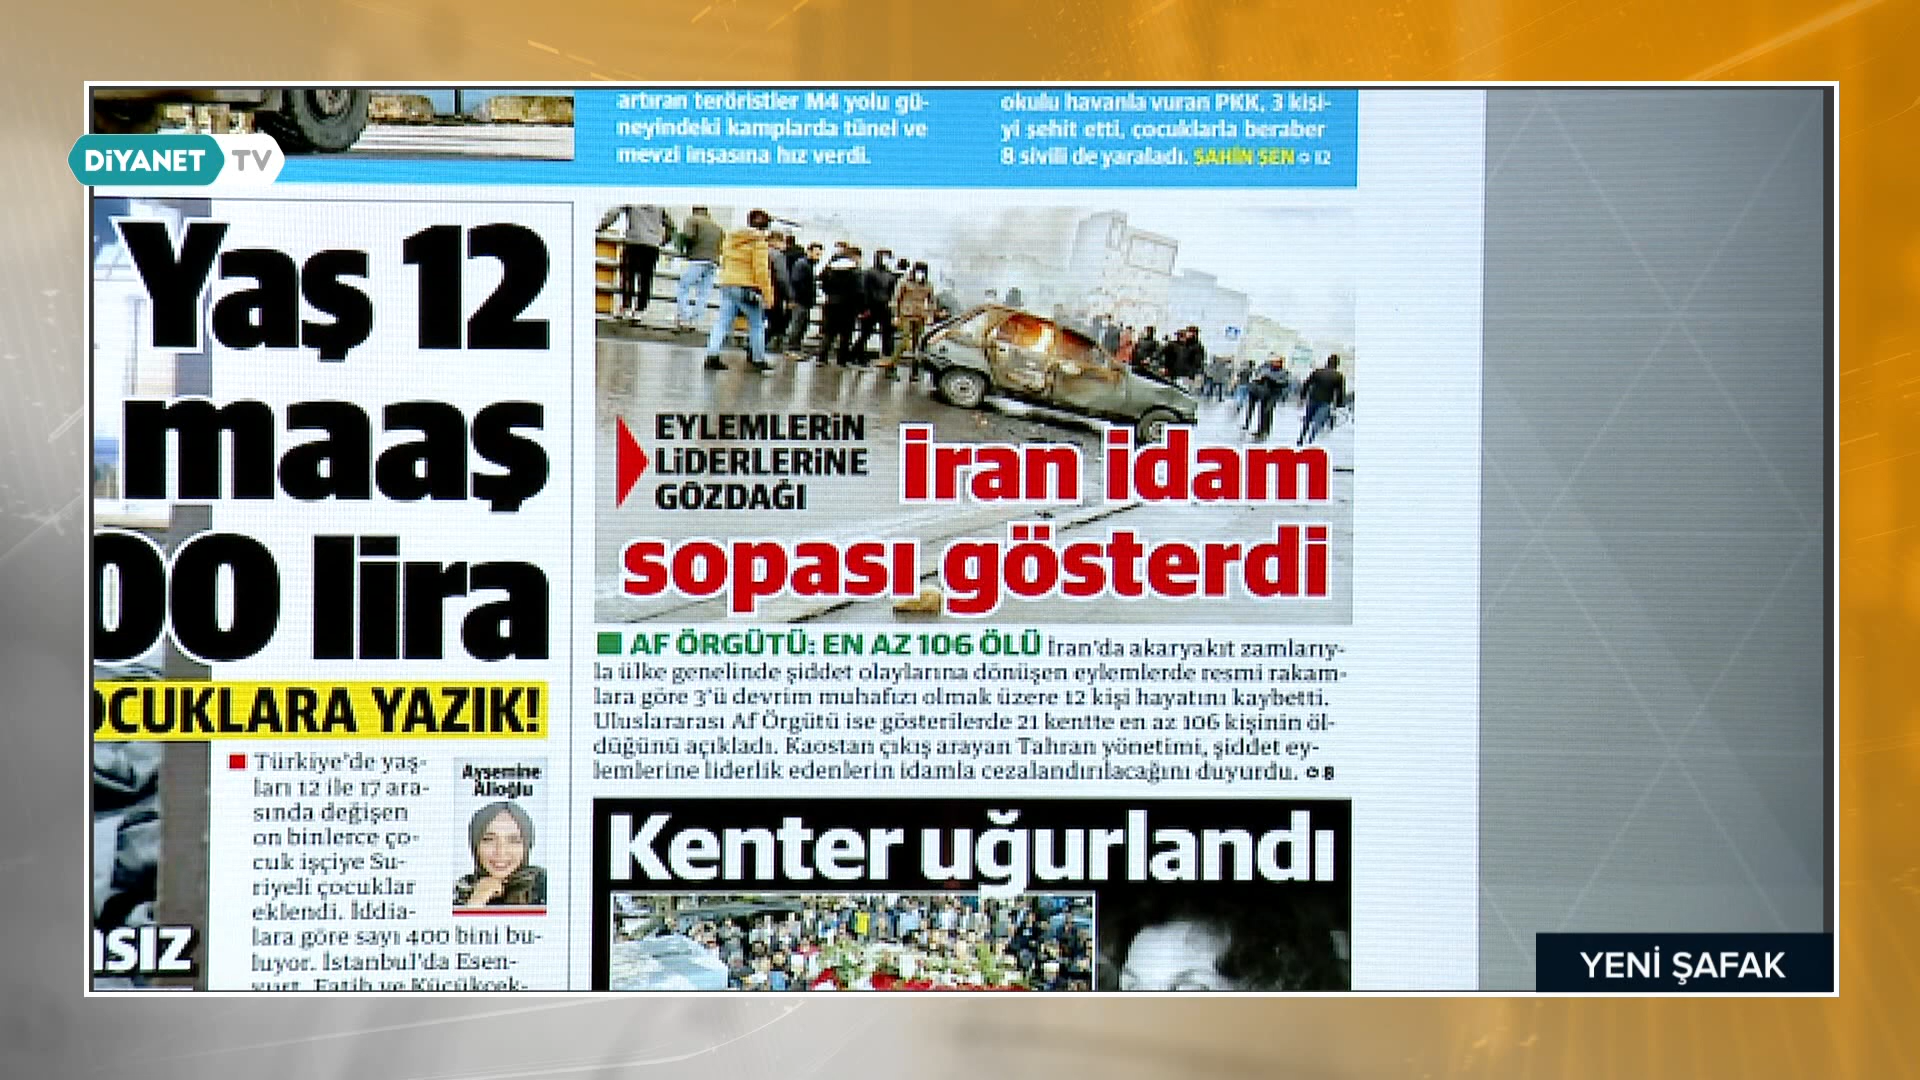 DİYANET TV
artıran teröristler M4 yolu gü-
neyindeki kamplarda tünel ve
mevzi inşasına hız verdi.
okulu havanla vuran PKK, 3 kişi-
yi şehit etti, çocuklarla beraber
8 sivili de yaraladı. ŞAHİN ŞEN 12
Yaş 12
maaş
00 lira
OCUKLARA YAZIK!
Türkiye'de yaş-
ları 12 ile 17 ara-
sında değişen
on binlerce ço-
cuk işçiye Su-
riyeli çocuklar
eklendi. İddia-
lara göre sayı 400 bini bu-
luyor. İstanbul'da Esen-
yurt, Fatih ve Küçükçek-
Ayşemine
Alioğlu
ısız
EYLEMLERİN
LİDERLERİNE
GÖZDAĞI
İran idam
sopası gösterdi
AF ÖRGÜTÜ: EN AZ 106 ÖLÜ İran'da akaryakıt zamlarıy-
la ülke genelinde şiddet olaylarına dönüşen eylemlerde resmi rakam-
lara göre 3'ü devrim muhafızı olmak üzere 12 kişi hayatını kaybetti.
Uluslararası Af Örgütü ise gösterilerde 21 kentte en az 106 kişinin öl-
düğünü açıkladı. Kaostan çıkış arayan Tahran yönetimi, şiddet ey-
lemlerine liderlik edenlerin idamla cezalandırılacağını duyurdu. 8
Kenter uğurlandı
YENİ ŞAFAK